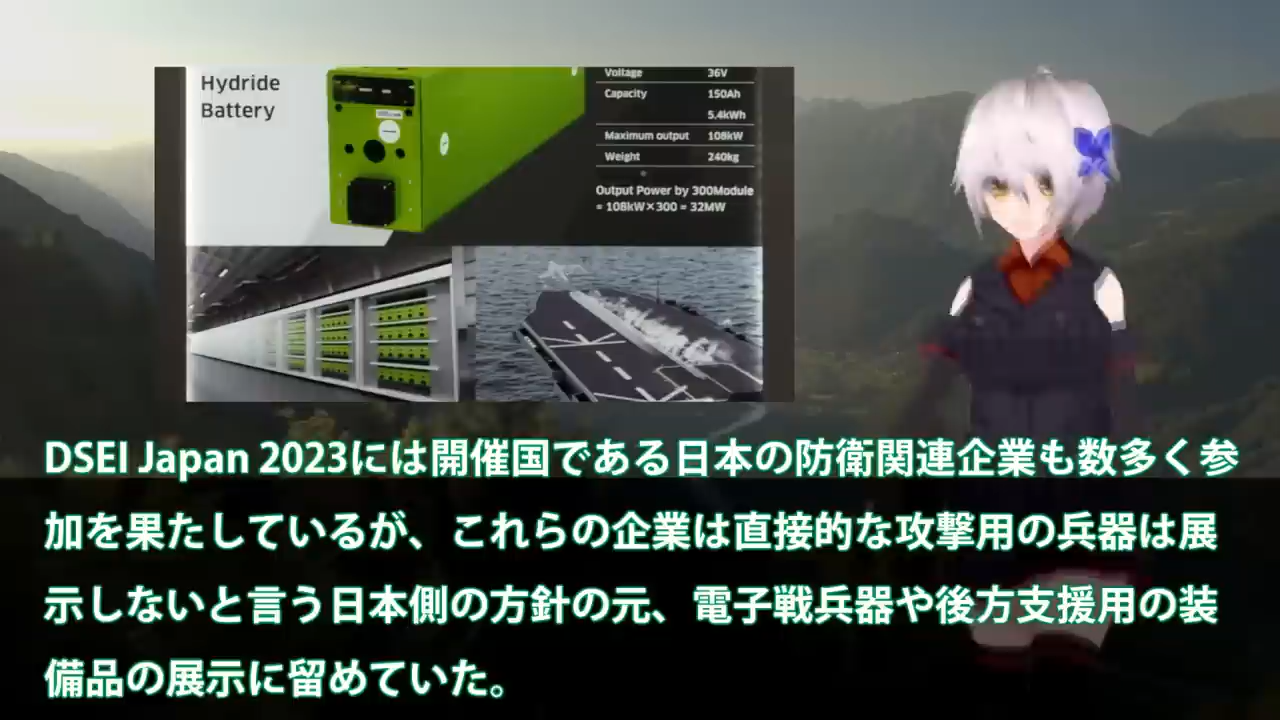 Hydride
Battery
Voltage 36V
Capacity 150Ah
5.4kWh
Maximum output 108kW
Weight 240kg
Output Power by 300Module
= 108kW×300 = 32MW
DSEI Japan 2023には開催国である日本の防衛関連企業も数多く参
加を果たしているが、これらの企業は直接的な攻撃用の兵器は展
示しないと言う日本側の方針の元、電子戦兵器や後方支援用の装
備品の展示に留めていた。